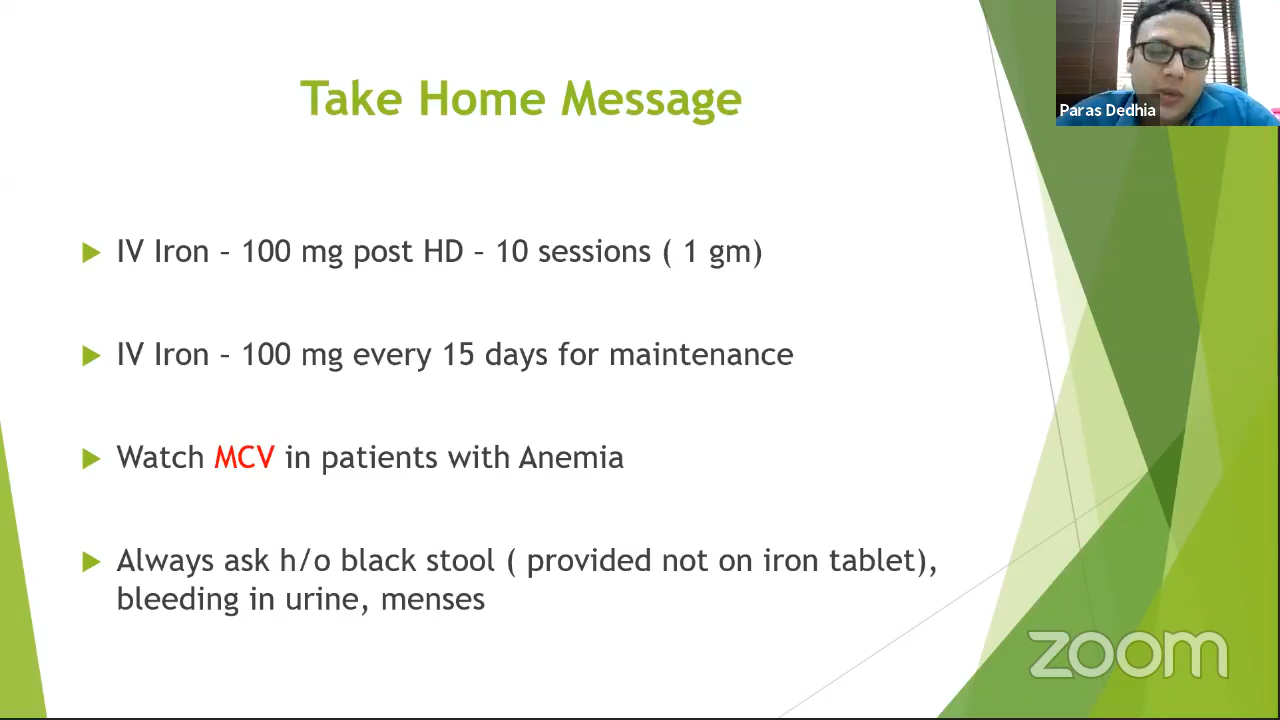 Take Home Message
Paras Dedhia
IV Iron – 100 mg post HD – 10 sessions ( 1 gm)
IV Iron – 100 mg every 15 days for maintenance
Watch MCV in patients with Anemia
Always ask h/o black stool ( provided not on iron tablet),
bleeding in urine, menses
zoom